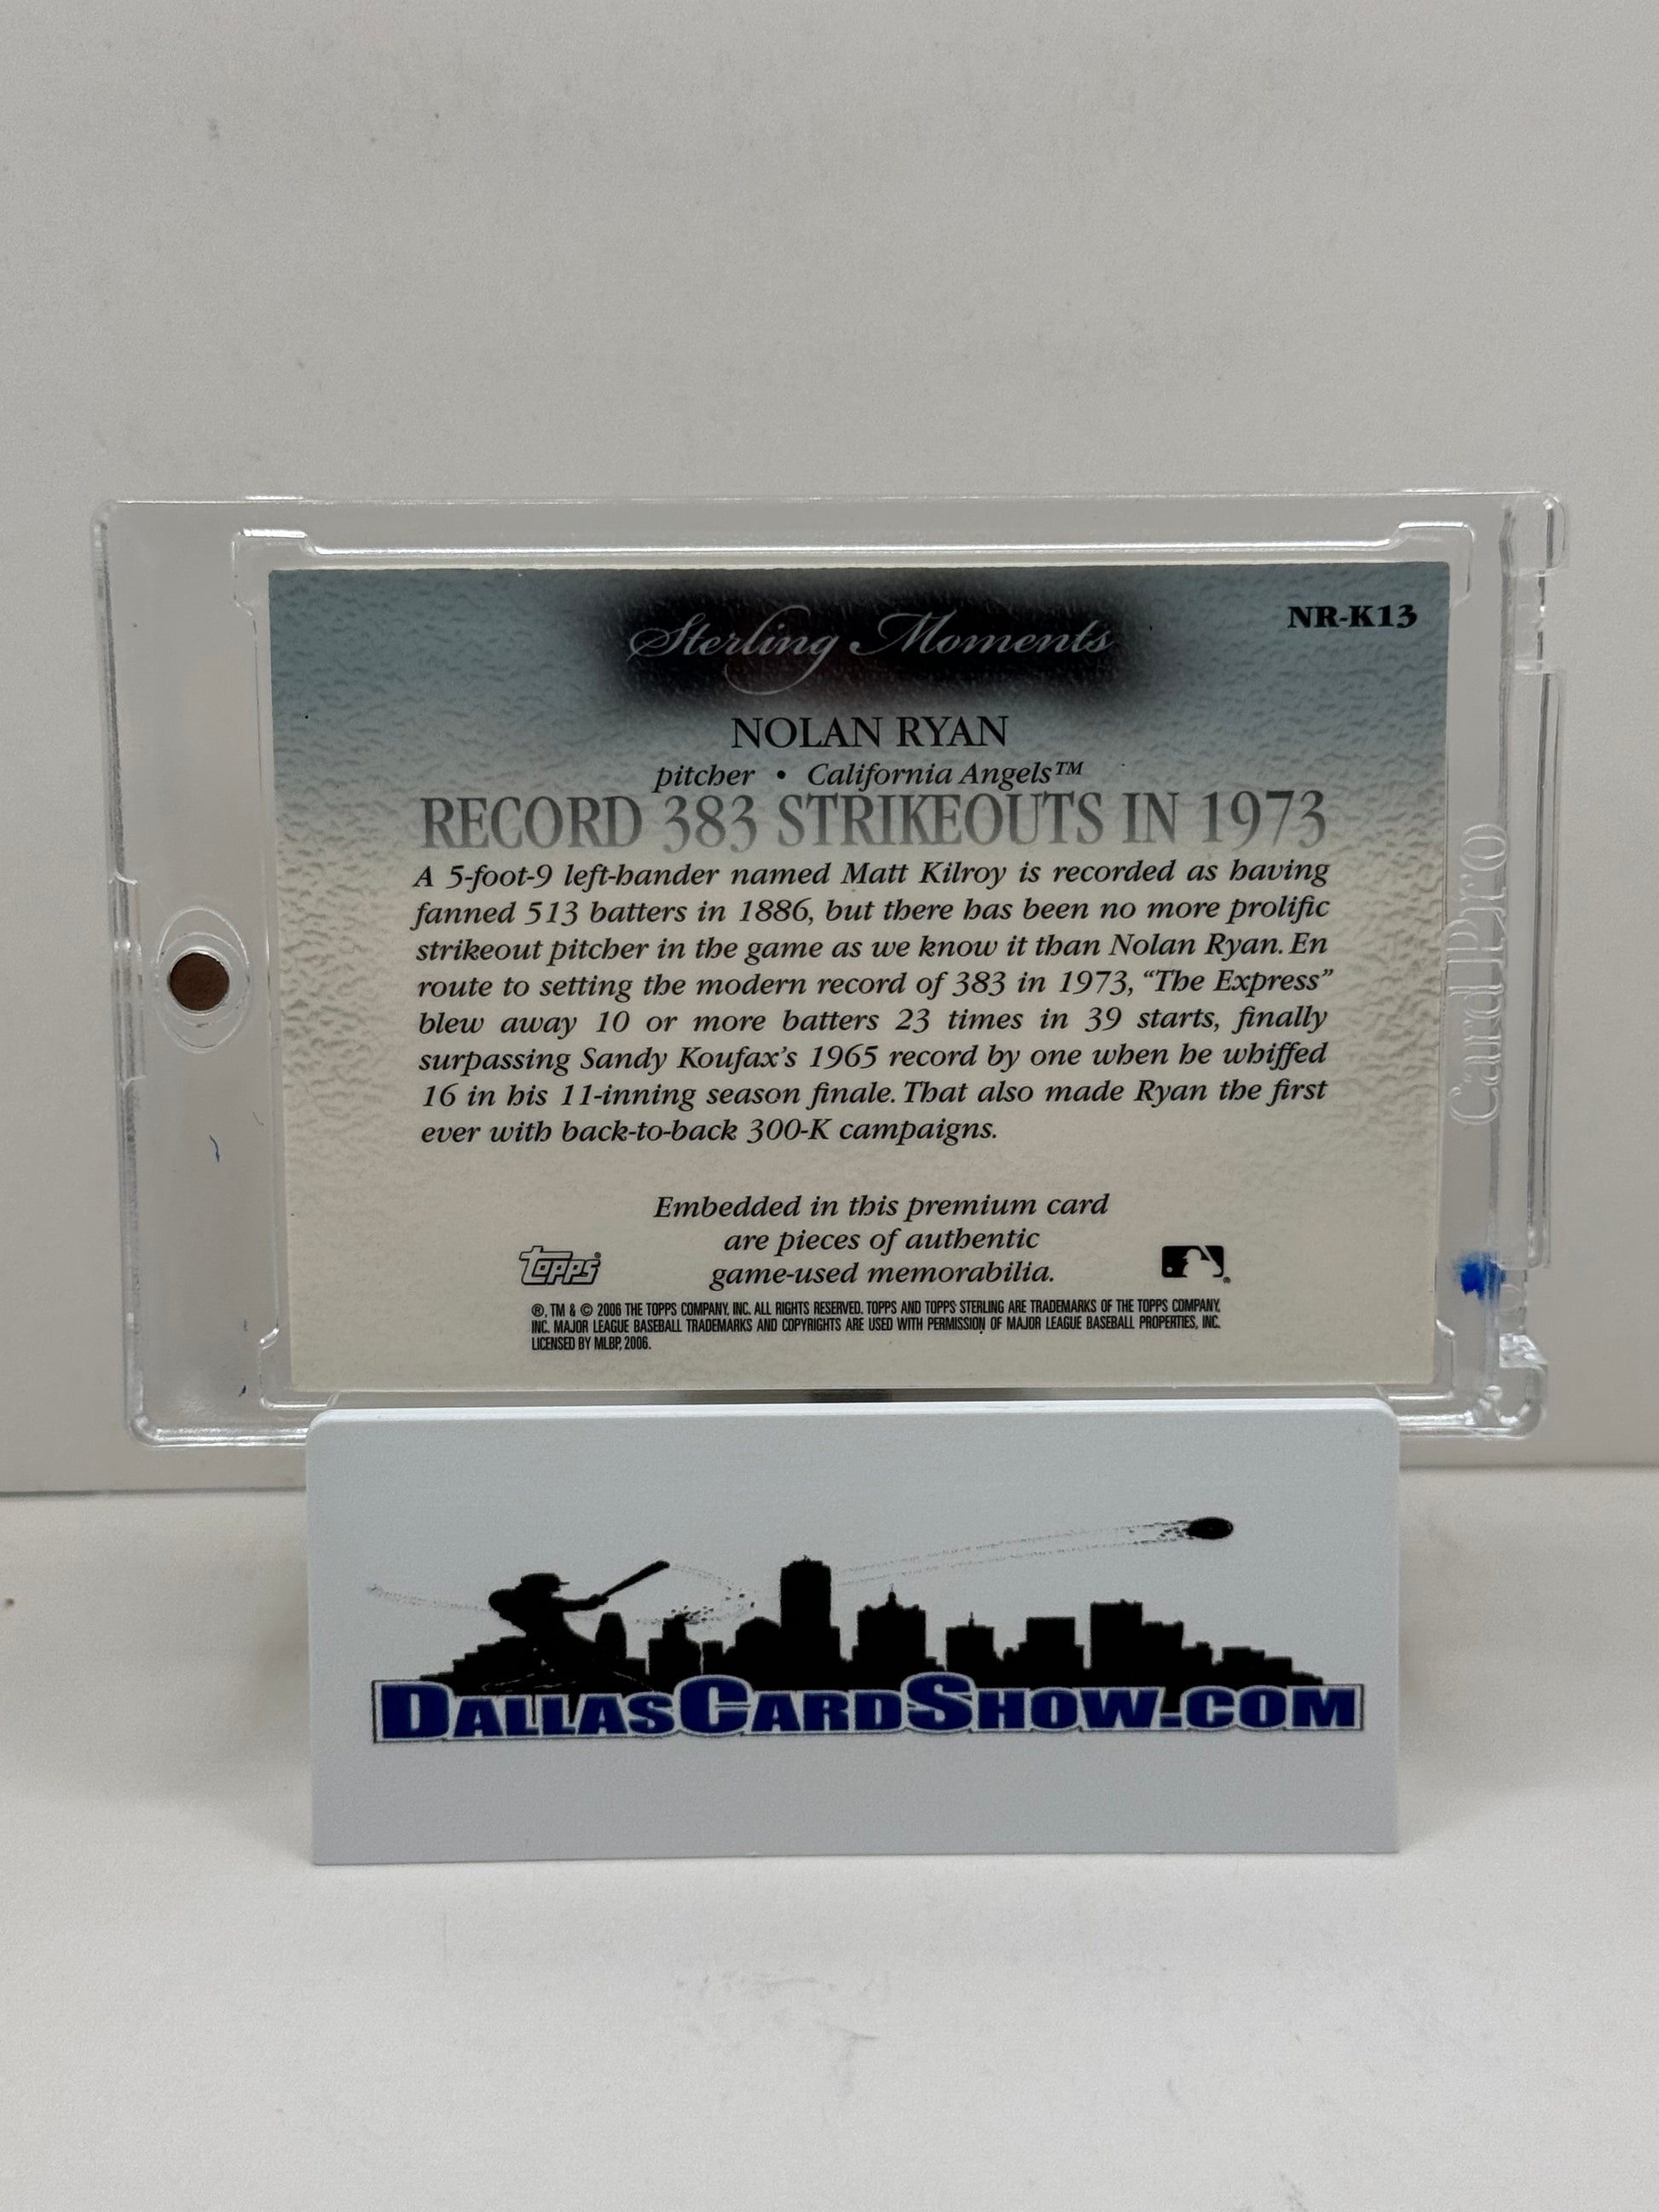 Sterling Moments
NR-K13
NOLAN RYAN
pitcher • California Angels™
RECORD 383 STRIKEOUTS IN 1973
A 5-foot-9 left-hander named Matt Kilroy is recorded as having
fanned 513 batters in 1886, but there has been no more prolific
strikeout pitcher in the game as we know it than Nolan Ryan. En
route to setting the modern record of 383 in 1973, “The Express”
blew away 10 or more batters 23 times in 39 starts, finally
surpassing Sandy Koufax’s 1965 record by one when he whiffed
16 in his 11-inning season finale. That also made Ryan the first
ever with back-to-back 300-K campaigns.
Embedded in this premium card
are pieces of authentic
game-used memorabilia.
Topps®
®, TM & © 2006 THE TOPPS COMPANY, INC. ALL RIGHTS RESERVED. TOPPS AND TOPPS STERLING ARE TRADEMARKS OF THE TOPPS COMPANY,
INC. MAJOR LEAGUE BASEBALL TRADEMARKS AND COPYRIGHTS ARE USED WITH PERMISSION OF MAJOR LEAGUE BASEBALL PROPERTIES, INC.
LICENSED BY MLBP, 2006.
Card Pro
DALLASCARDSHOW.COM